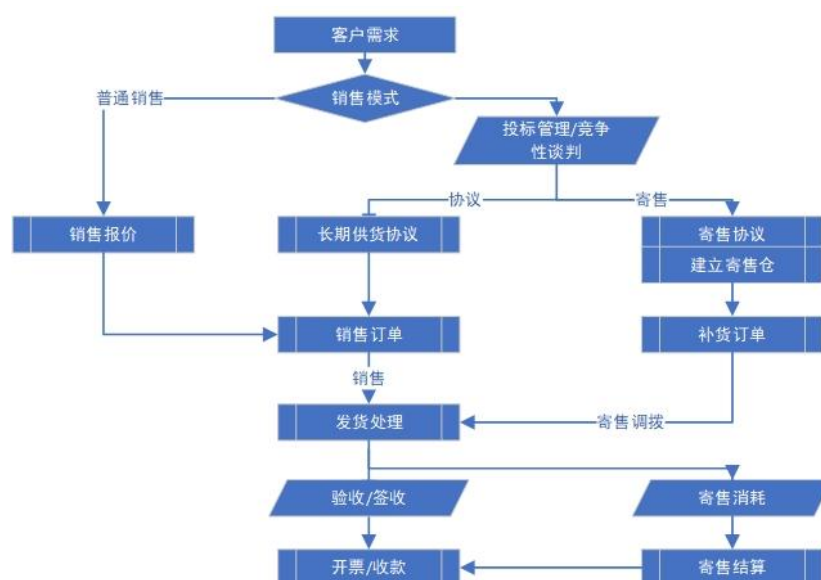 客户需求
普通销售
销售模式
投标管理/竞争
性谈判
协议
寄售
销售报价
长期供货协议
寄售协议
建立寄售仓
销售订单
补货订单
销售
发货处理
寄售调拨
验收/签收
寄售消耗
开票/收款
寄售结算